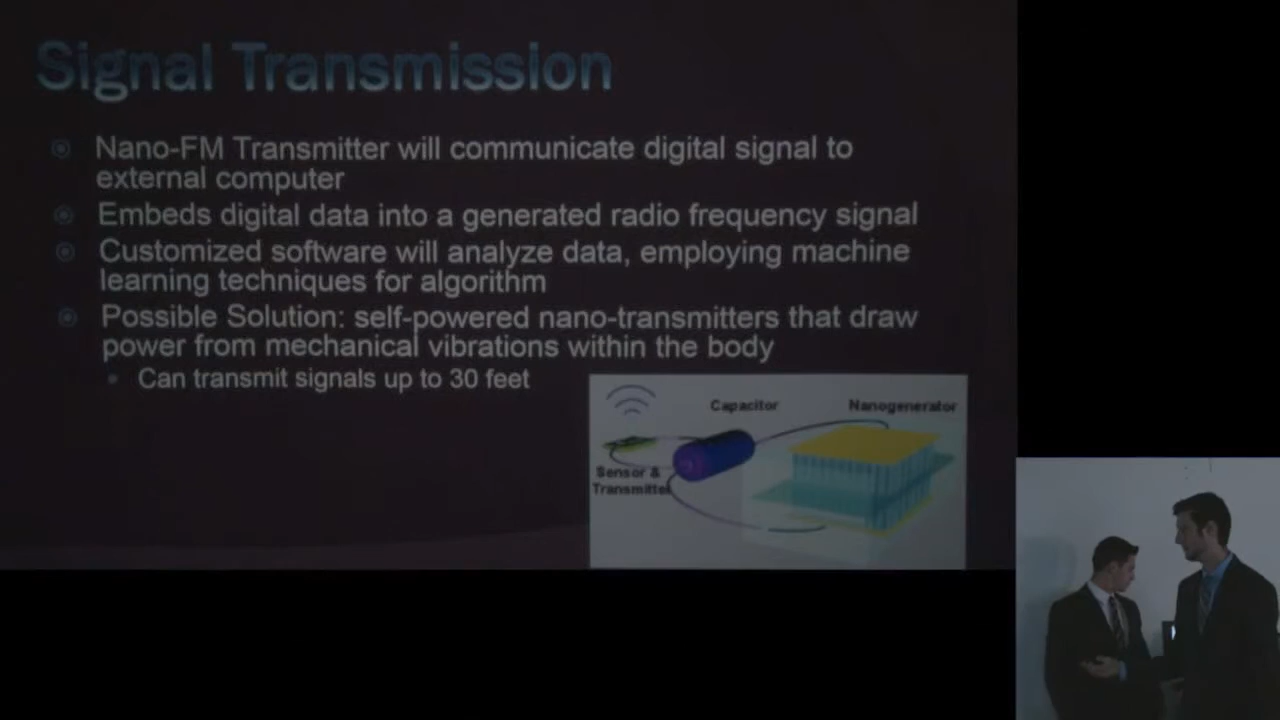 Signal Transmission
Nano-FM Transmitter will communicate digital signal to
external computer
Embeds digital data into a generated radio frequency signal
Customized software will analyze data, employing machine
learning techniques for algorithm
Possible Solution: self-powered nano-transmitters that draw
power from mechanical vibrations within the body
Can transmit signals up to 30 feet
Capacitor
Nanogenerator
Sensor &
Transmitter